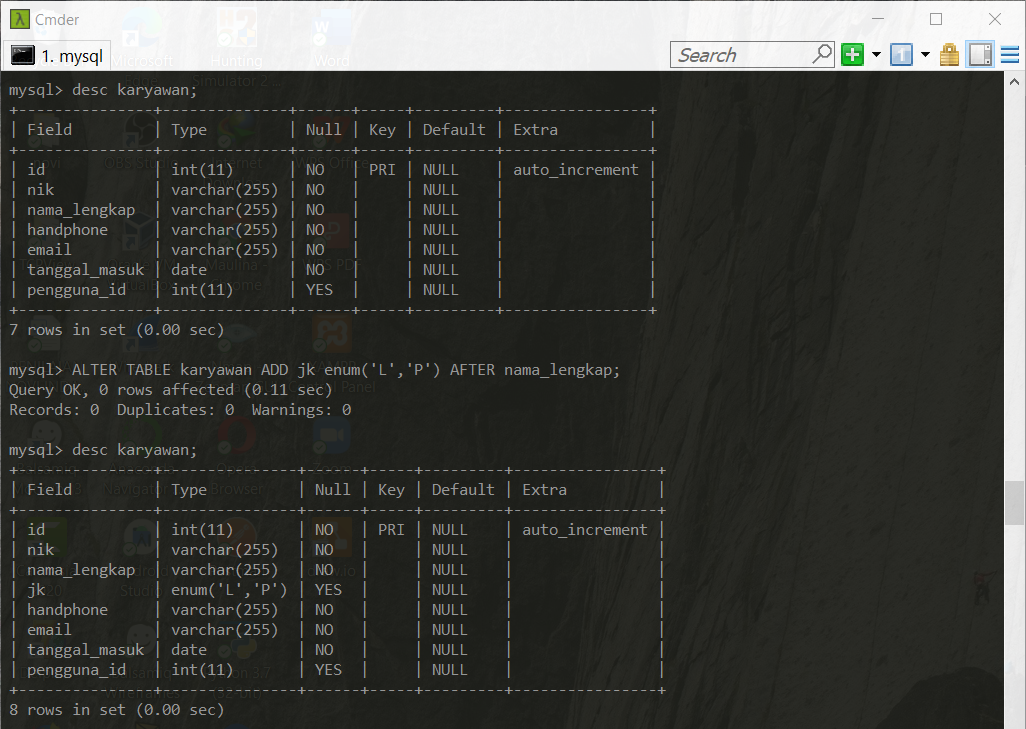 Cmder
1. mysql
Search
1
mysql> desc karyawan;
+---------------+--------------+------+-----+---------+----------------+
| Field         | Type         | Null | Key | Default | Extra          |
+---------------+--------------+------+-----+---------+----------------+
| id            | int(11)      | NO   | PRI | NULL    | auto_increment |
| nik           | varchar(255) | NO   |     | NULL    |                |
| nama_lengkap  | varchar(255) | NO   |     | NULL    |                |
| handphone     | varchar(255) | NO   |     | NULL    |                |
| email         | varchar(255) | NO   |     | NULL    |                |
| tanggal_masuk | date         | NO   |     | NULL    |                |
| pengguna_id   | int(11)      | YES  |     | NULL    |                |
+---------------+--------------+------+-----+---------+----------------+
7 rows in set (0.00 sec)
mysql> ALTER TABLE karyawan ADD jk enum('L','P') AFTER nama_lengkap;
Query OK, 0 rows affected (0.11 sec)
Records: 0  Duplicates: 0  Warnings: 0
mysql> desc karyawan;
+---------------+---------------+------+-----+---------+----------------+
| Field         | Type          | Null | Key | Default | Extra          |
+---------------+---------------+------+-----+---------+----------------+
| id            | int(11)       | NO   | PRI | NULL    | auto_increment |
| nik           | varchar(255)  | NO   |     | NULL    |                |
| nama_lengkap  | varchar(255)  | NO   |     | NULL    |                |
| jk            | enum('L','P') | YES  |     | NULL    |                |
| handphone     | varchar(255)  | NO   |     | NULL    |                |
| email         | varchar(255)  | NO   |     | NULL    |                |
| tanggal_masuk | date          | NO   |     | NULL    |                |
| pengguna_id   | int(11)       | YES  |     | NULL    |                |
+---------------+---------------+------+-----+---------+----------------+
8 rows in set (0.00 sec)